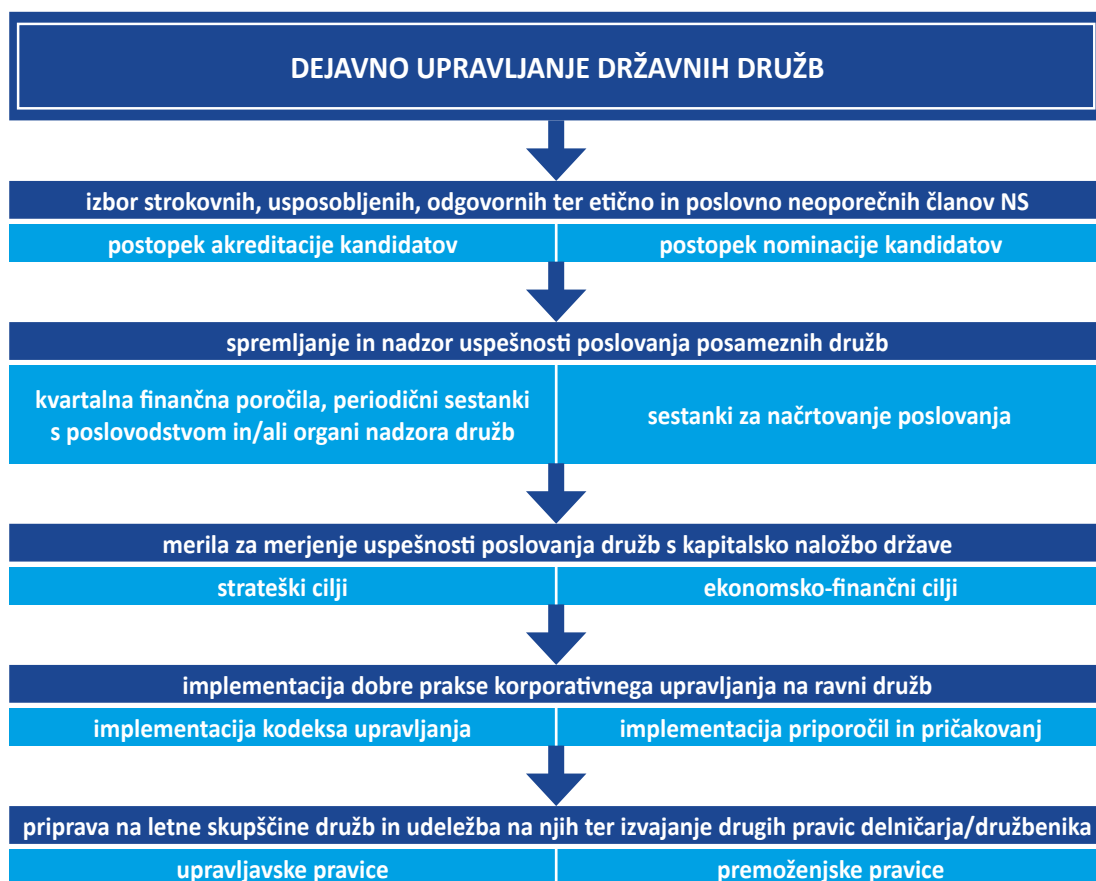 DEJAVNO UPRAVLJANJE DRŽAVNIH DRUŽB
izbor strokovnih, usposobljenih, odgovornih ter etično in poslovno neoporečnih članov NS
postopek akreditacije kandidatov
postopek nominacije kandidatov
spremljanje in nadzor uspešnosti poslovanja posameznih družb
kvartalna finančna poročila, periodični sestanki
s poslovodstvom in/ali organi nadzora družb
sestanki za načrtovanje poslovanja
merila za merjenje uspešnosti poslovanja družb s kapitalsko naložbo države
strateški cilji
ekonomsko-finančni cilji
implementacija dobre prakse korporativnega upravljanja na ravni družb
implementacija kodeksa upravljanja
implementacija priporočil in pričakovanj
priprava na letne skupščine družb in udeležba na njih ter izvajanje drugih pravic delničarja/družbenika
upravljavske pravice
premoženjske pravice